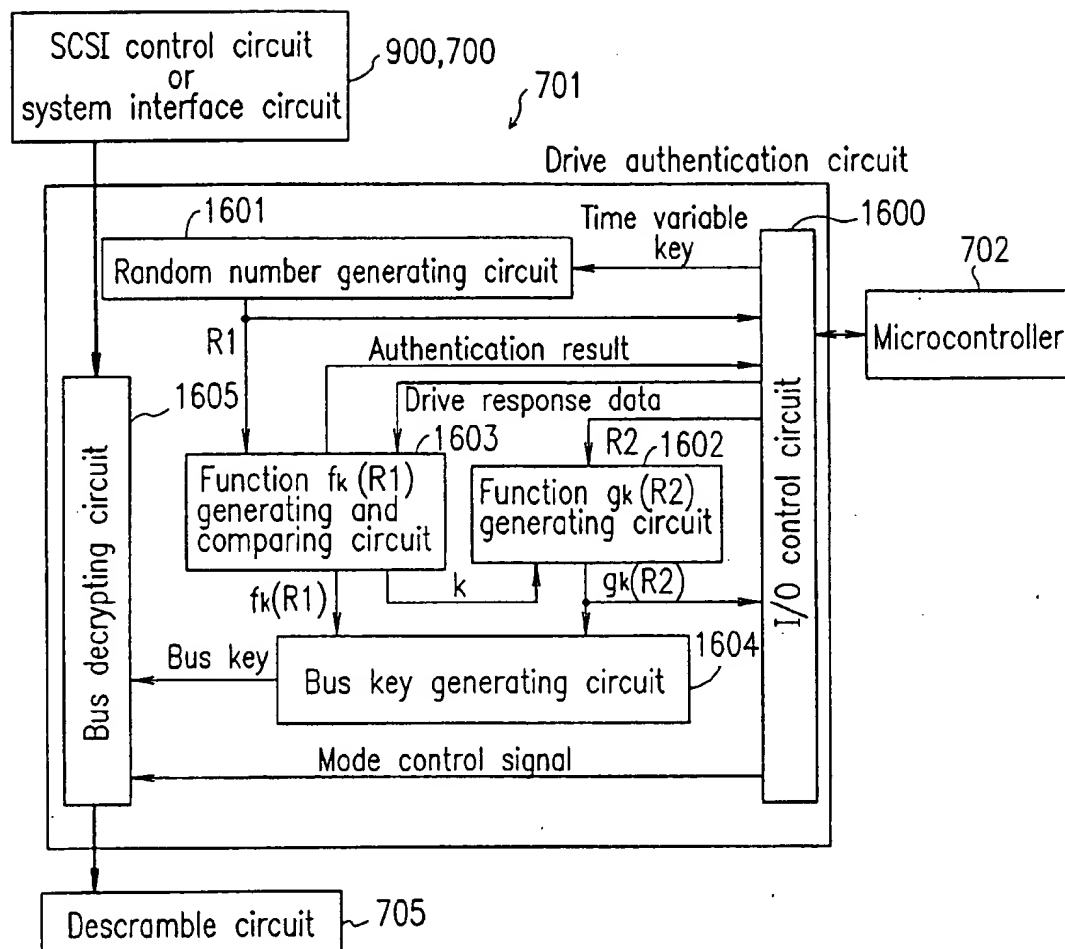 SCSI control circuit
or
system interface circuit
900,700
701
Drive authentication circuit
1601
Random number generating circuit
Time variable
key
1600
702
Microcontroller
R1
Authentication result
1605
Drive response data
1603
R2
1602
Function fk(R1)
generating and
comparing circuit
Function gk(R2)
generating circuit
I/O control circuit
Bus decrypting circuit
fk(R1)
k
gk(R2)
1604
Bus key
Bus key generating circuit
Mode control signal
Descramble circuit
705